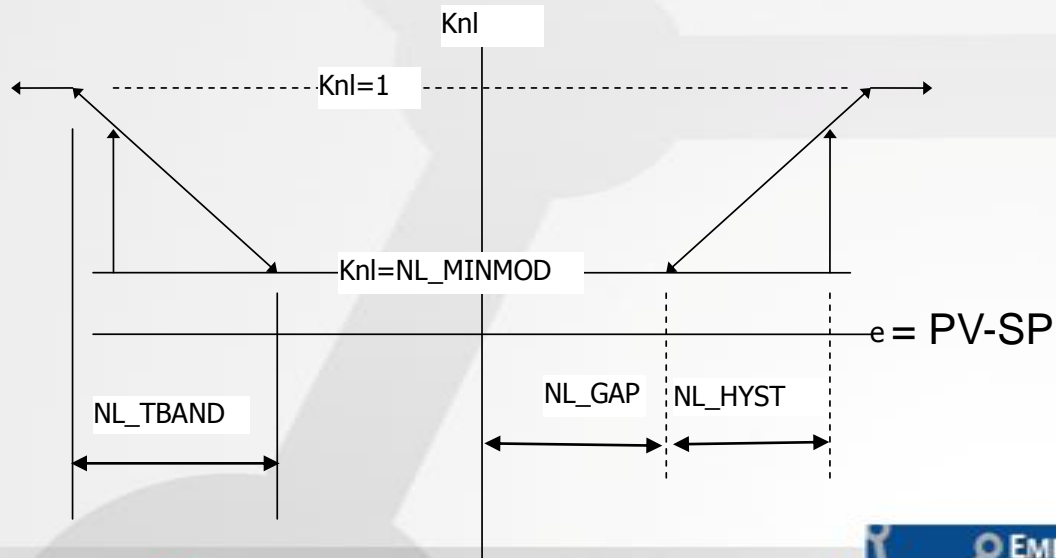 Knl
Knl=1
Knl=NL_MINMOD
e = PV-SP
NL_GAP
NL_HYST
NL_TBAND